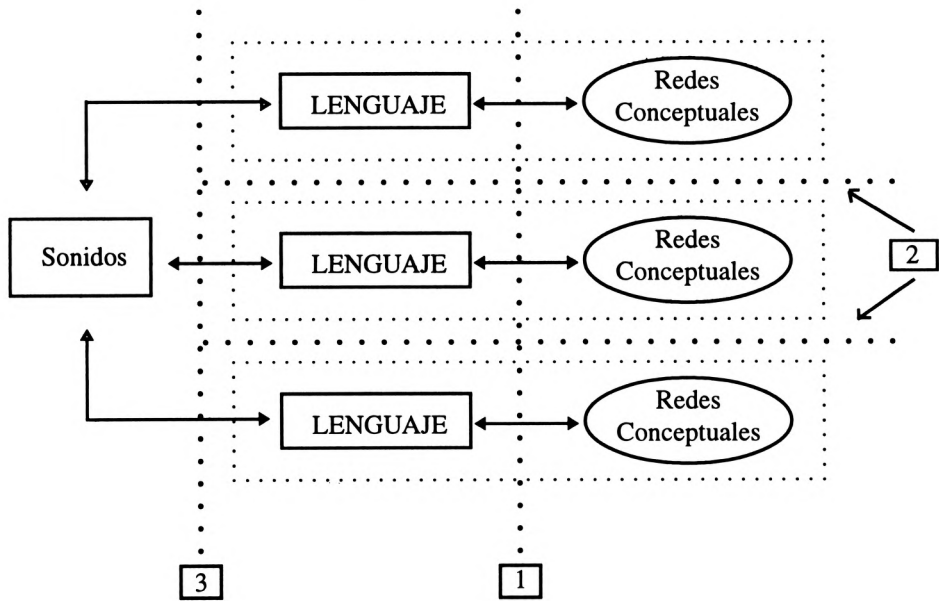 LENGUAJE
Redes
Conceptuales
Sonidos
LENGUAJE
Redes
Conceptuales
2
LENGUAJE
Redes
Conceptuales
3
1